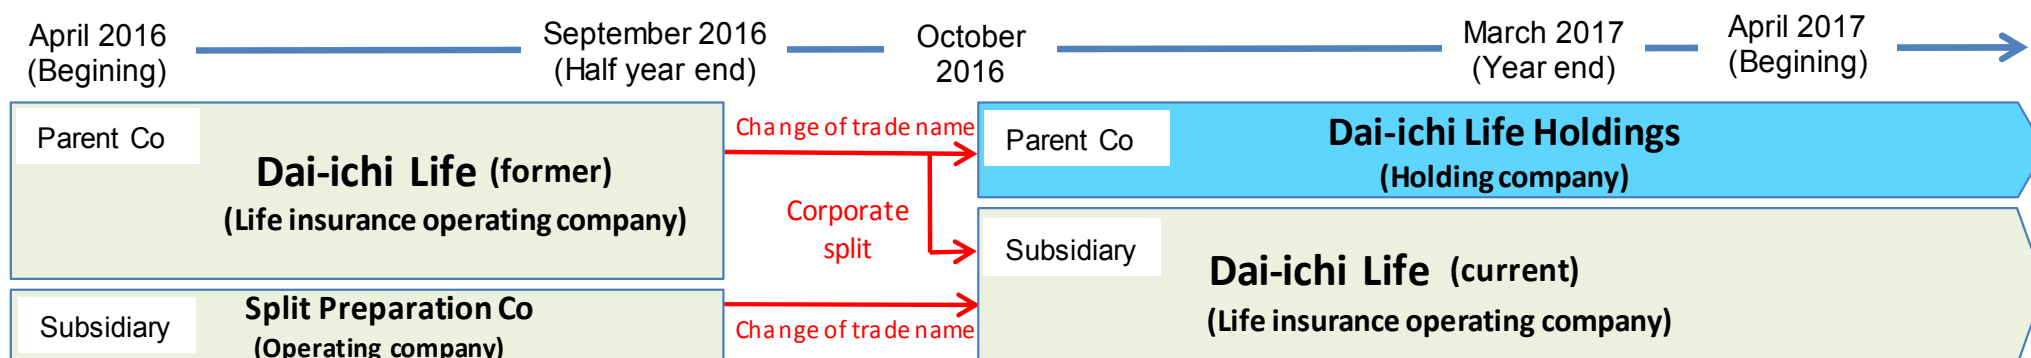 April 2016
(Begining)
September 2016
(Half year end)
October
2016
March 2017
(Year end)
April 2017
(Begining)
Parent Co
Dai-ichi Life (former)
(Life insurance operating company)
Change of trade name
Corporate
split
Parent Co
Dai-ichi Life Holdings
(Holding company)
Subsidiary
Dai-ichi Life (current)
(Life insurance operating company)
Subsidiary
Split Preparation Co
(Operating company)
Change of trade name